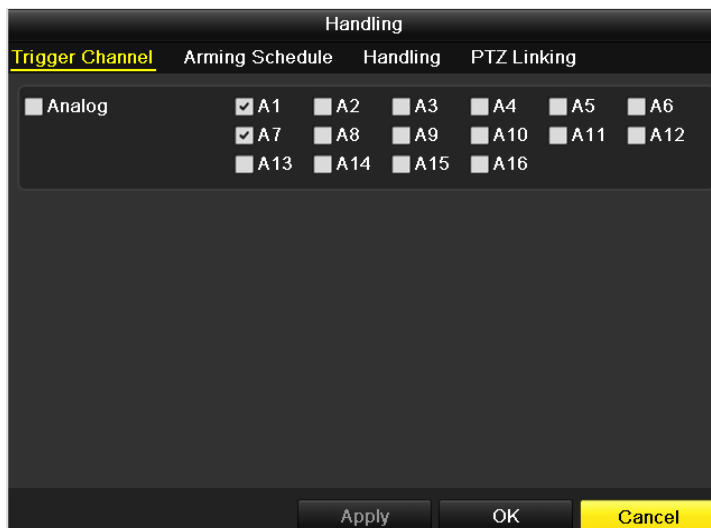 Handling
Trigger Channel Arming Schedule Handling PTZ Linking
Analog A1 A2 A3 A4 A5 A6
A7 A8 A9 A10 A11 A12
A13 A14 A15 A16
Apply OK Cancel